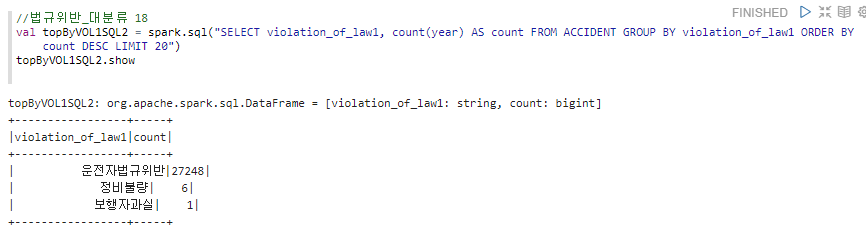 //법규위반_대분류 18
FINISHED
val topByVOL1SQL2 = spark.sql("SELECT violation_of_law1, count(year) AS count FROM ACCIDENT GROUP BY violation_of_law1 ORDER BY
count DESC LIMIT 20")
topByVOL1SQL2.show
topByVOL1SQL2: org.apache.spark.sql.DataFrame = [violation_of_law1: string, count: bigint]
+-----------------+-----+
|violation_of_law1|count|
+-----------------+-----+
|          운전자법규위반|27248|
|             정비불량|    6|
|            보행자과실|    1|
+-----------------+-----+